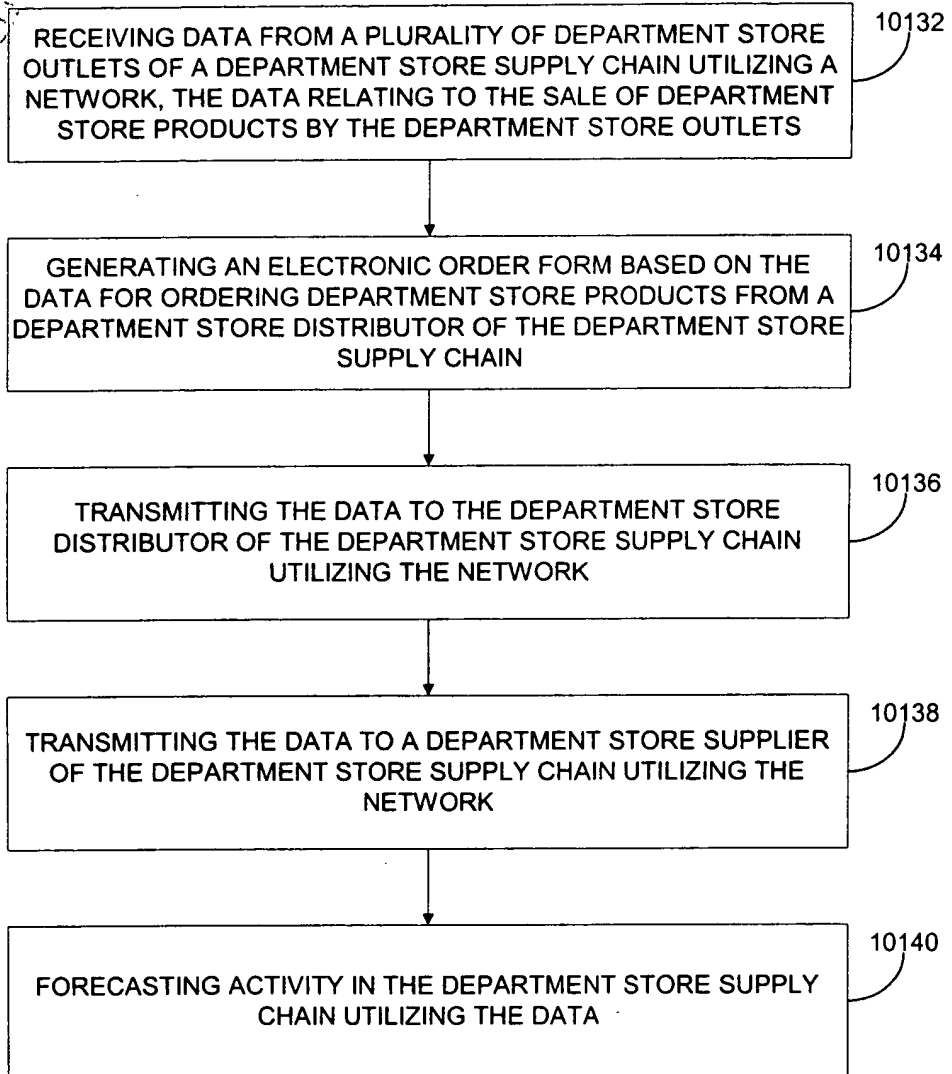 RECEIVING DATA FROM A PLURALITY OF DEPARTMENT STORE
OUTLETS OF A DEPARTMENT STORE SUPPLY CHAIN UTILIZING A
NETWORK, THE DATA RELATING TO THE SALE OF DEPARTMENT
STORE PRODUCTS BY THE DEPARTMENT STORE OUTLETS
10132
GENERATING AN ELECTRONIC ORDER FORM BASED ON THE
DATA FOR ORDERING DEPARTMENT STORE PRODUCTS FROM A
DEPARTMENT STORE DISTRIBUTOR OF THE DEPARTMENT STORE
SUPPLY CHAIN
10134
TRANSMITTING THE DATA TO THE DEPARTMENT STORE
DISTRIBUTOR OF THE DEPARTMENT STORE SUPPLY CHAIN
UTILIZING THE NETWORK
10136
TRANSMITTING THE DATA TO A DEPARTMENT STORE SUPPLIER
OF THE DEPARTMENT STORE SUPPLY CHAIN UTILIZING THE
NETWORK
10138
FORECASTING ACTIVITY IN THE DEPARTMENT STORE SUPPLY
CHAIN UTILIZING THE DATA
10140